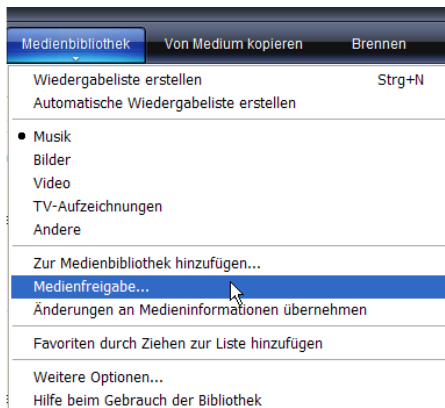 Medienbibliothek Von Medium kopieren Brennen
Wiedergabeliste erstellen Strg+N
Automatische Wiedergabeliste erstellen
Musik
Bilder
Video
TV-Aufzeichnungen
Andere
Zur Medienbibliothek hinzufügen...
Medienfreigabe...
Änderungen an Medieninformationen übernehmen
Favoriten durch Ziehen zur Liste hinzufügen
Weitere Optionen...
Hilfe beim Gebrauch der Bibliothek